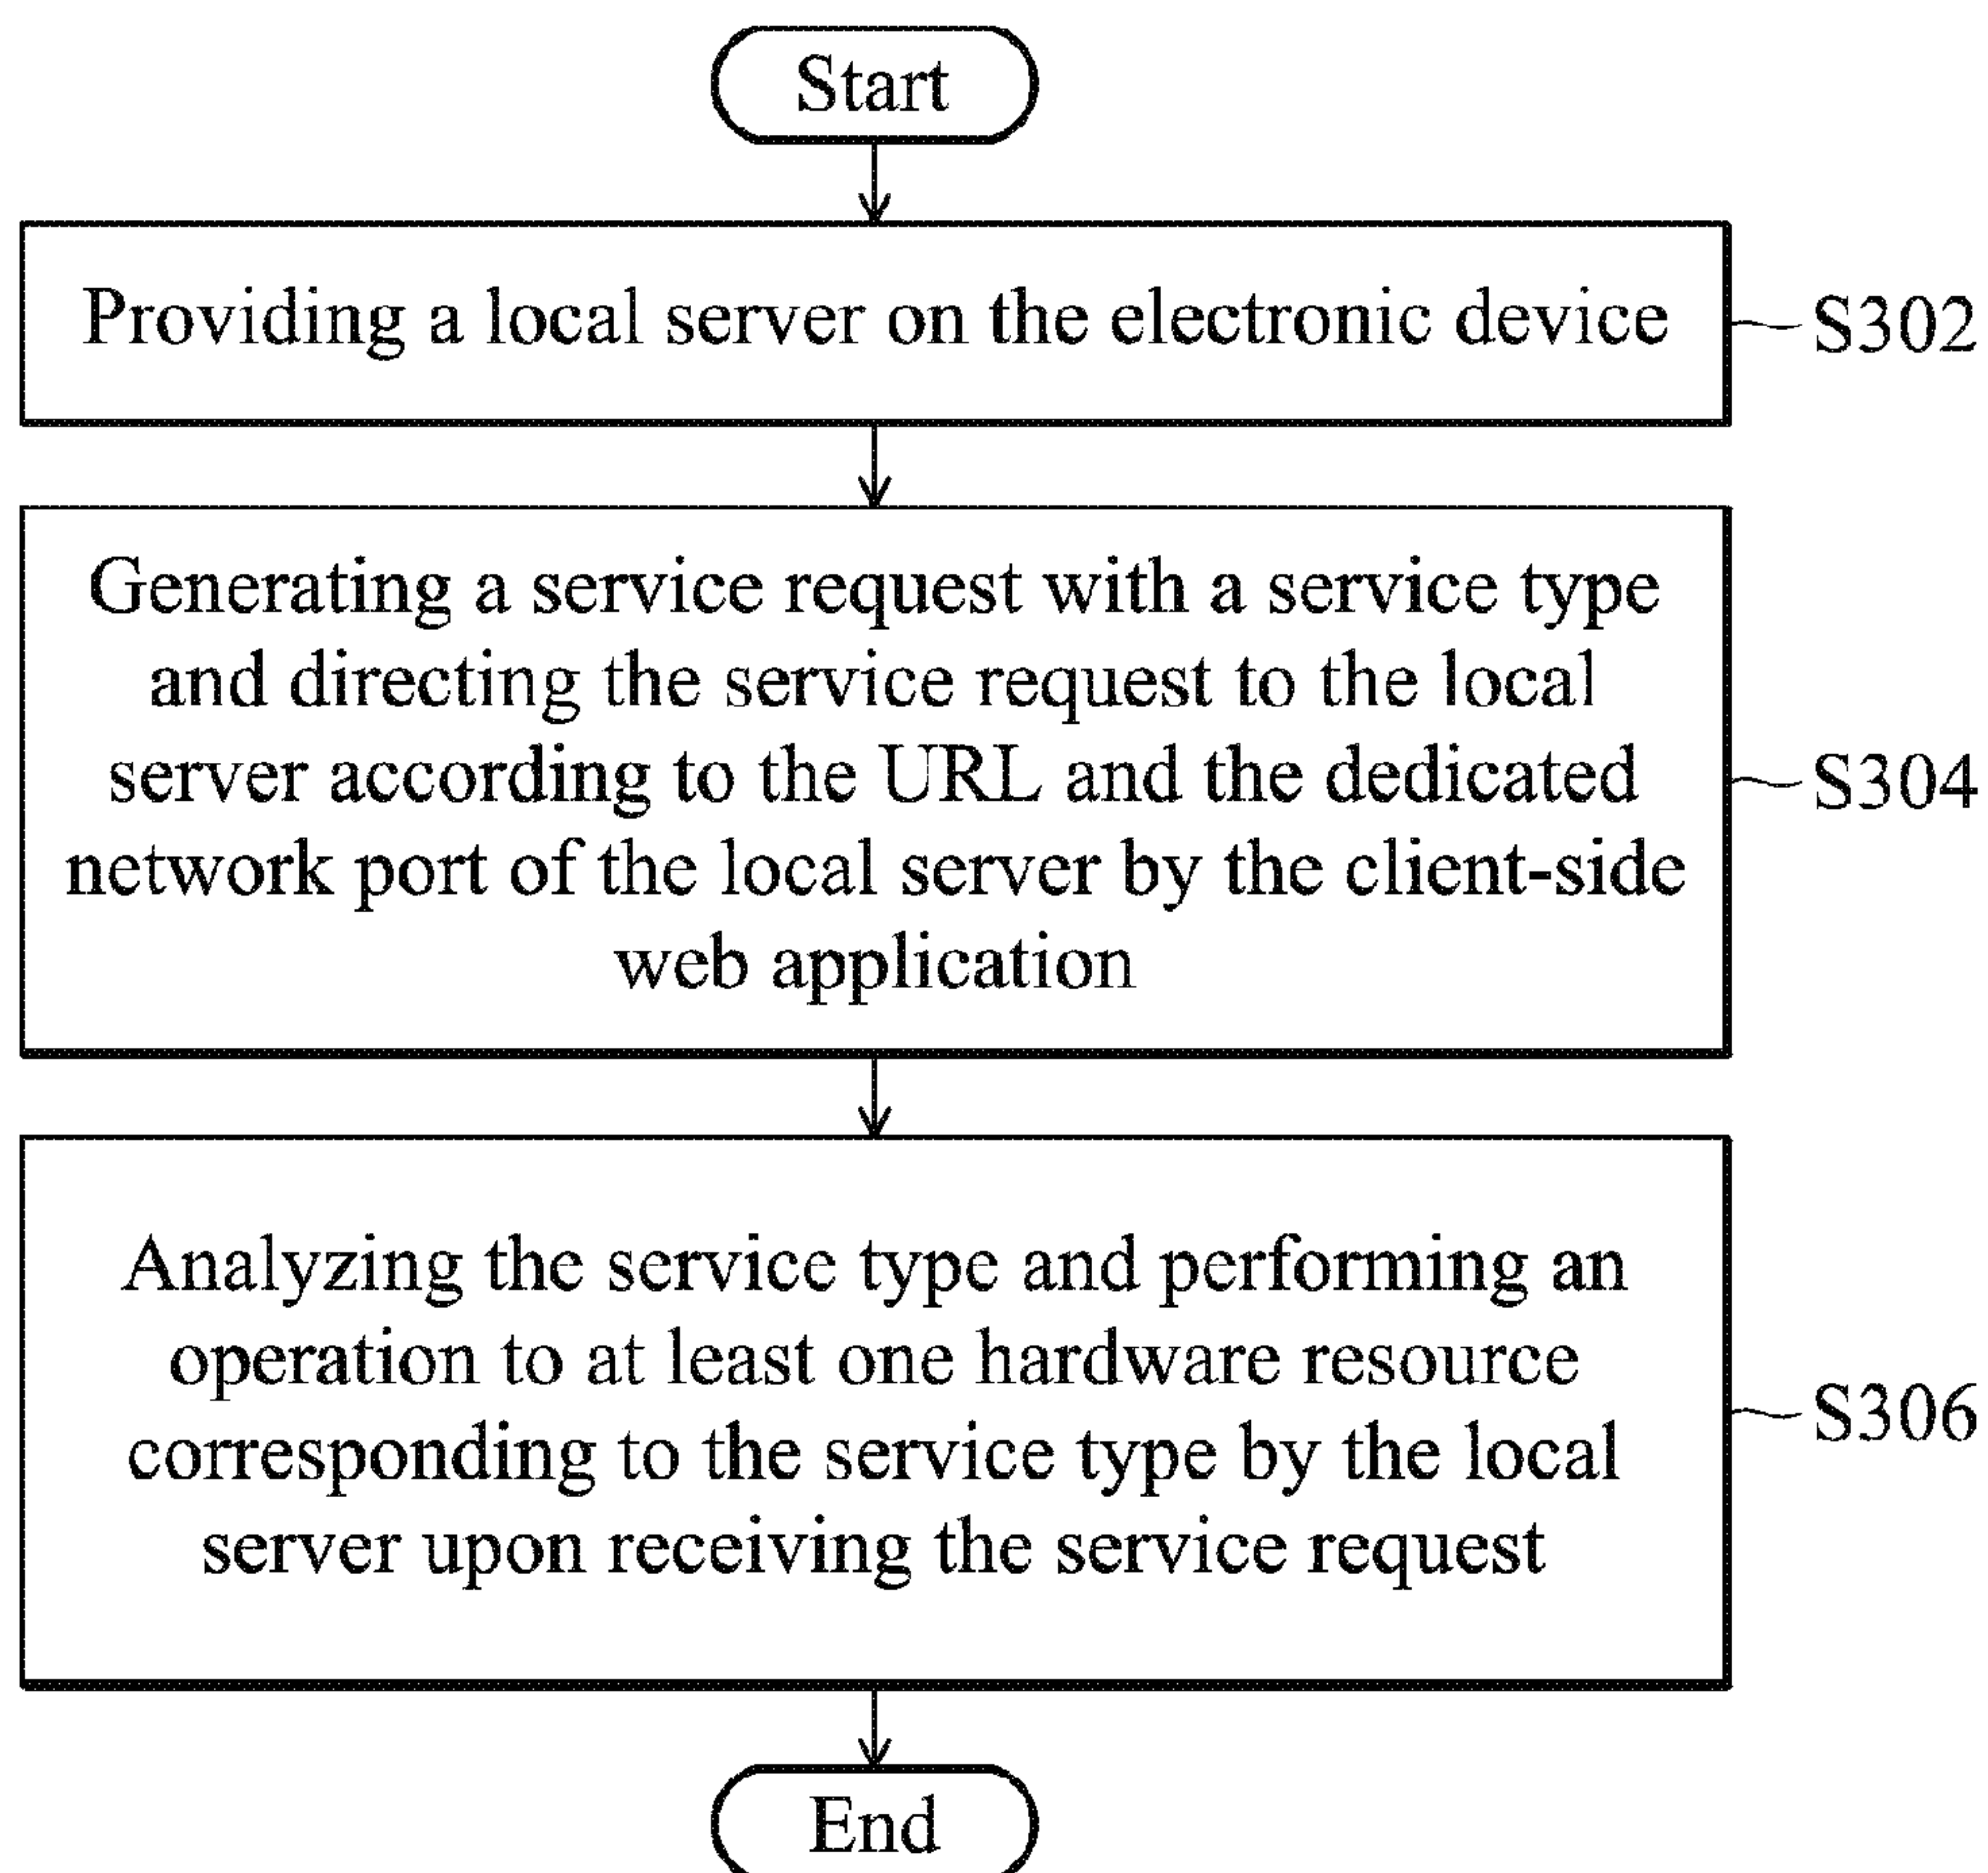 Start
Providing a local server on the electronic device
S302
Generating a service request with a service type
and directing the service request to the local
server according to the URL and the dedicated
network port of the local server by the client-side
web application
S304
Analyzing the service type and performing an
operation to at least one hardware resource
corresponding to the service type by the local
server upon receiving the service request
S306
End